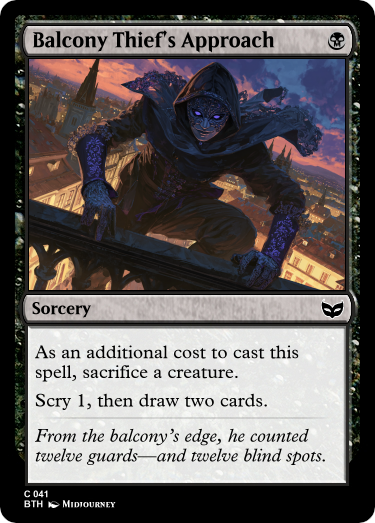 Balcony Thief's Approach
Sorcery
As an additional cost to cast this
spell, sacrifice a creature.
Scry 1, then draw two cards.
From the balcony's edge, he counted
twelve guards—and twelve blind spots.
C 041
BTH Midjourney